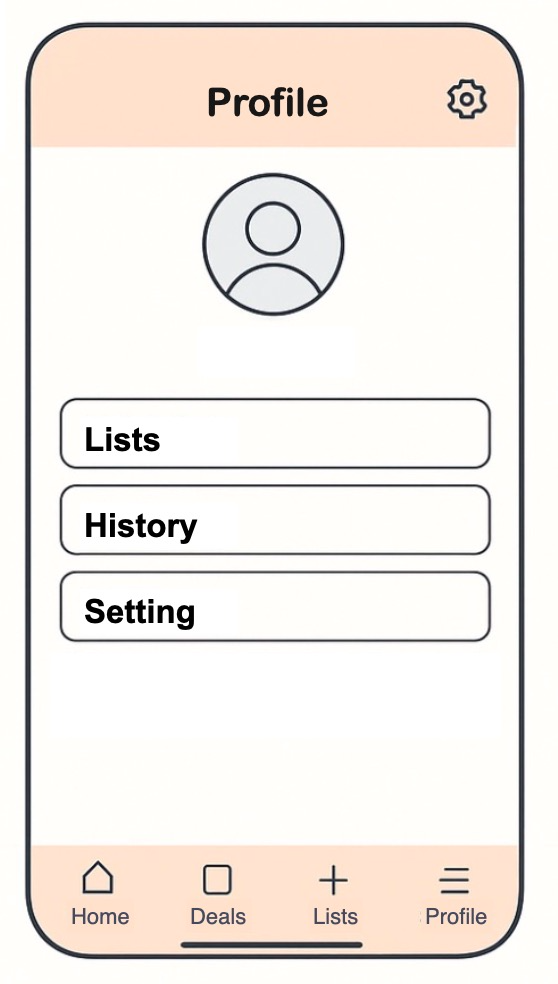 Profile
Lists
History
Setting
Home Deals Lists Profile